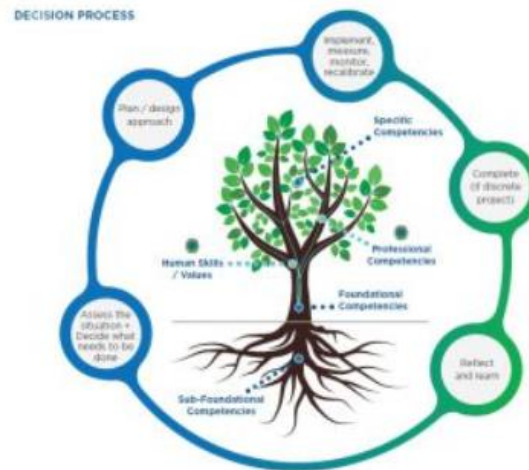 DECISION PROCESS
Implement,
measure,
monitor,
recalibrate
Plan / design
approach
Specific
Competencies
Complete
(if discrete
project)
Human Skills
/ Values
Professional
Competencies
Foundational
Competencies
Assess the
situation +
Decide what
needs to be
done
Reflect
and learn
Sub-Foundational
Competencies